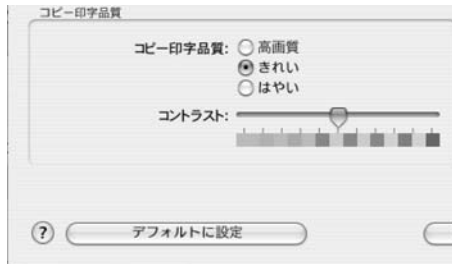 コピー印字品質
コピー印字品質: 高画質
きれい
はやい
コントラスト:
? デフォルトに設定